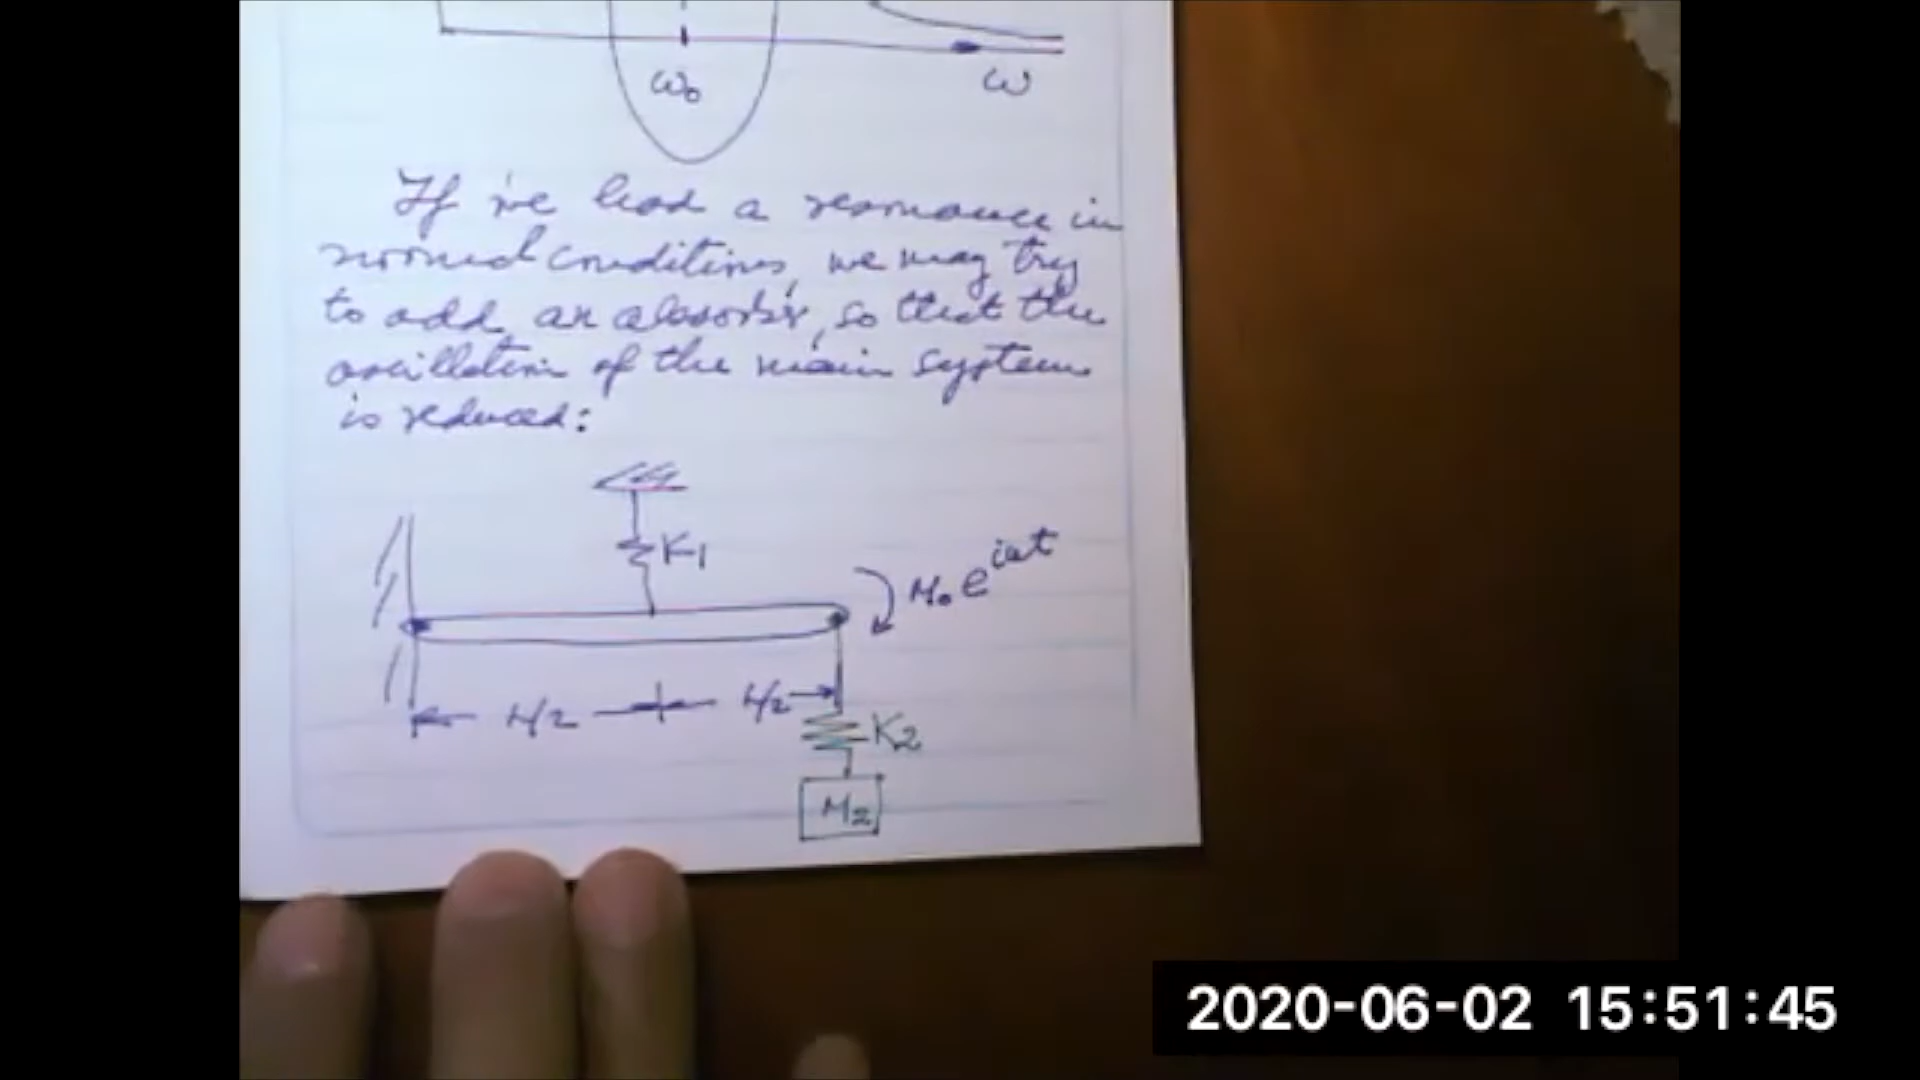 ω₀ ω
If we had a resonance in
normal conditions, we may try
to add an absorber, so that the
oscillation of the main system
is reduced:
K1
M₀ e^iωt
L/2 L/2
K2
M2
2020-06-02 15:51:45